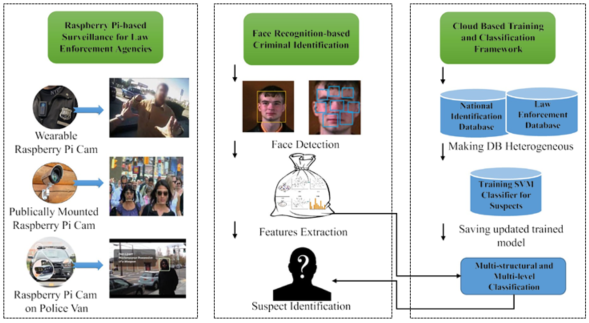 Raspberry Pi-based
Surveillance for Law
Enforcement Agencies
Wearable
Raspberry Pi Cam
Publically Mounted
Raspberry Pi Cam
Raspberry Pi Cam
on Police Van
Face Recognition-based
Criminal Identification
Face Detection
Features Extraction
Suspect Identification
Cloud Based Training
and Classification
Framework
National
Identification
Database
Law
Enforcement
Database
Making DB Heterogeneous
Training SVM
Classifier for
Suspects
Saving updated trained
model
Multi-structural and
Multi-level
Classification